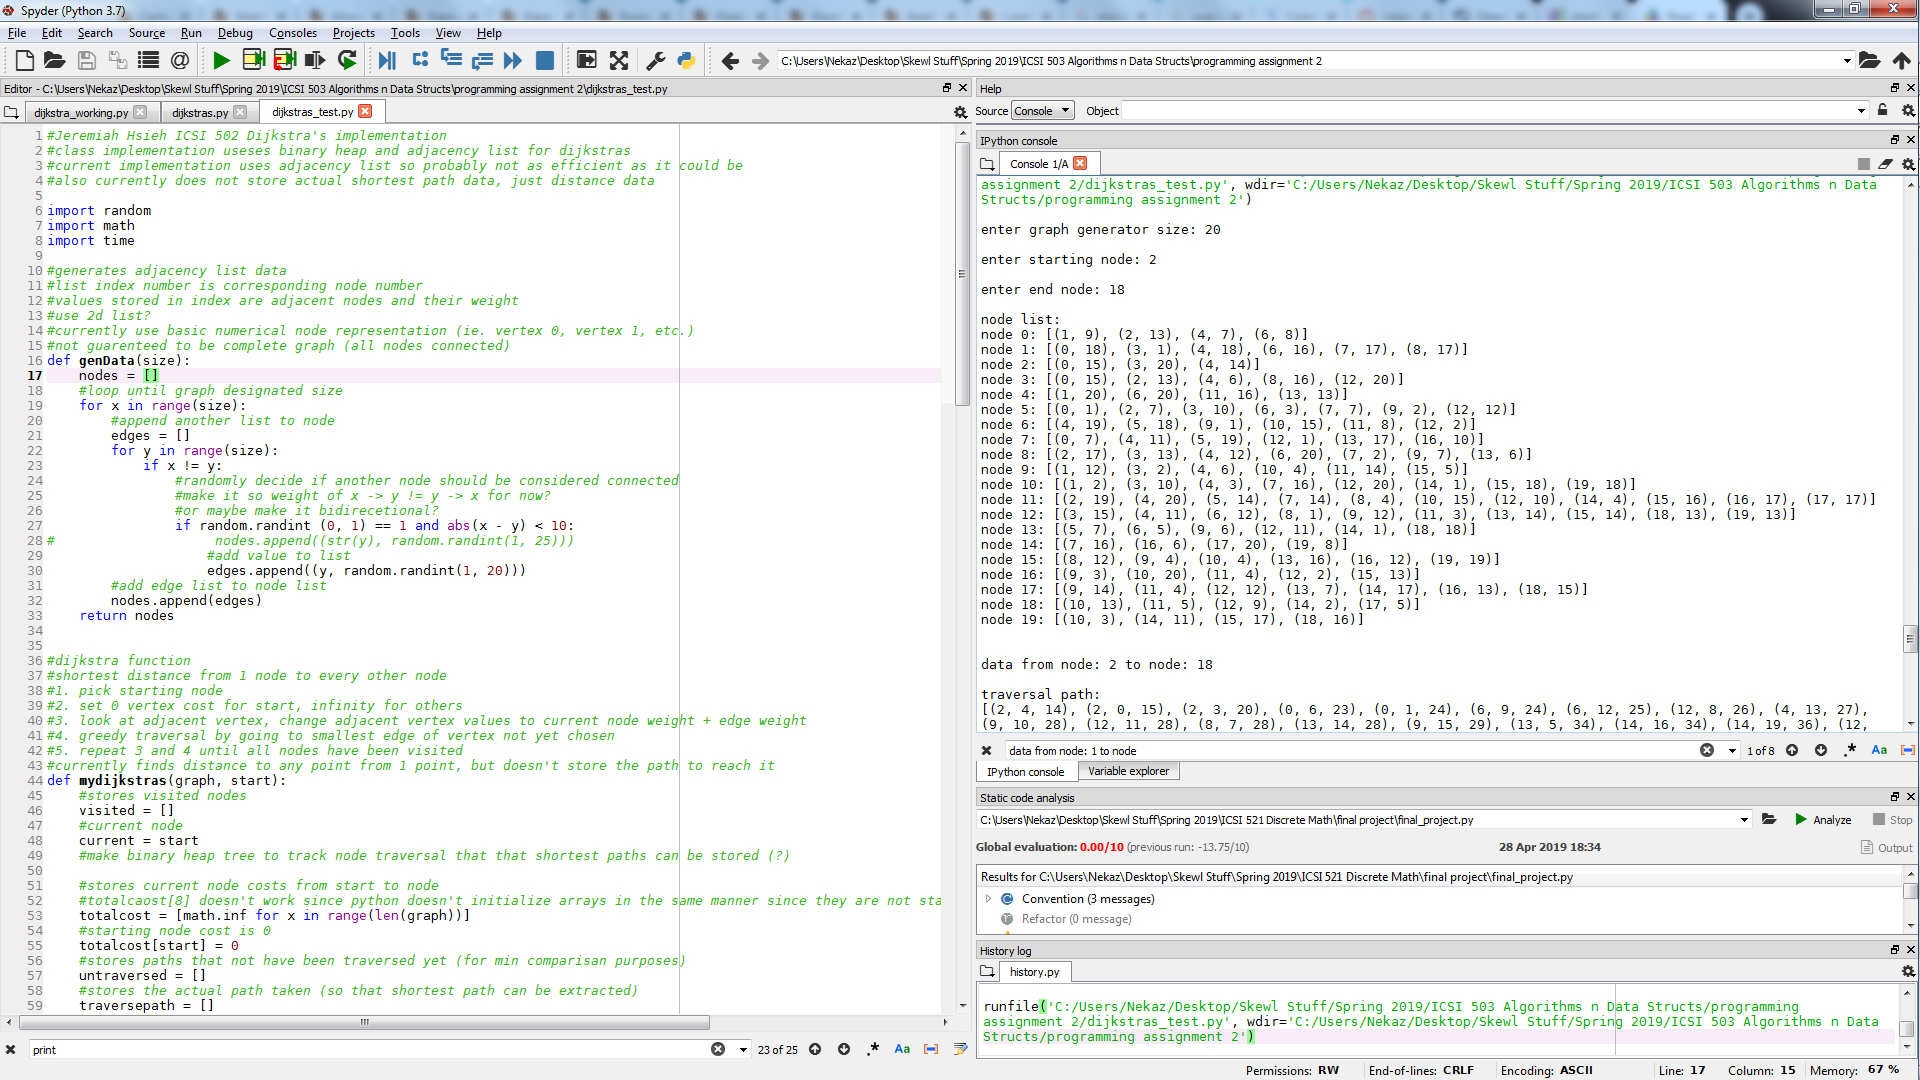 Spyder (Python 3.7)
File Edit Search Source Run Debug Consoles Projects Tools View Help
C:\Users\Nekaz\Desktop\Skewl Stuff\Spring 2019\ICSI 503 Algorithms n Data Structs\programming assignment 2
Editor - C:\Users\Nekaz\Desktop\Skewl Stuff\Spring 2019\ICSI 503 Algorithms n Data Structs\programming assignment 2\dijkstras_test.py
dijkstra_working.py dijkstras.py dijkstras_test.py
1 #Jeremiah Hsieh ICSI 502 Dijkstra's implementation
2 #class implementation useses binary heap and adjacency list for dijkstras
3 #current implementation uses adjacency list so probably not as efficient as it could be
4 #also currently does not store actual shortest path data, just distance data
5
6 import random
7 import math
8 import time
9
10 #generates adjacency list data
11 #list index number is corresponding node number
12 #values stored in index are adjacent nodes and their weight
13 #use 2d list?
14 #currently use basic numerical node representation (ie. vertex 0, vertex 1, etc.)
15 #not guarenteed to be complete graph (all nodes connected)
16 def genData(size):
17     nodes = []
18     #loop until graph designated size
19     for x in range(size):
20         #append another list to node
21         edges = []
22         for y in range(size):
23             if x != y:
24                 #randomly decide if another node should be considered connected
25                 #make it so weight of x -> y != y -> x for now?
26                 #or maybe make it bidirecetional?
27                 if random.randint (0, 1) == 1 and abs(x - y) < 10:
28 #                    nodes.append((str(y), random.randint(1, 25)))
29                     #add value to list
30                     edges.append((y, random.randint(1, 20)))
31         #add edge list to node list
32         nodes.append(edges)
33     return nodes
34
35
36 #dijkstra function
37 #shortest distance from 1 node to every other node
38 #1. pick starting node
39 #2. set 0 vertex cost for start, infinity for others
40 #3. look at adjacent vertex, change adjacent vertex values to current node weight + edge weight
41 #4. greedy traversal by going to smallest edge of vertex not yet chosen
42 #5. repeat 3 and 4 until all nodes have been visited
43 #currently finds distance to any point from 1 point, but doesn't store the path to reach it
44 def mydijkstras(graph, start):
45     #stores visited nodes
46     visited = []
47     #current node
48     current = start
49     #make binary heap tree to track node traversal that that shortest paths can be stored (?)
50
51     #stores current node costs from start to node
52     #totalcaost[8] doesn't work since python doesn't initialize arrays in the same manner since they are not sta
53     totalcost = [math.inf for x in range(len(graph))]
54     #starting node cost is 0
55     totalcost[start] = 0
56     #stores paths that not have been traversed yet (for min comparisan purposes)
57     untraversed = []
58     #stores the actual path taken (so that shortest path can be extracted)
59     traversepath = []
print 23 of 25 .* Aa
Help
Source Console Object
IPython console
Console 1/A
assignment 2/dijkstras_test.py', wdir='C:/Users/Nekaz/Desktop/Skewl Stuff/Spring 2019/ICSI 503 Algorithms n Data
Structs/programming assignment 2')
enter graph generator size: 20
enter starting node: 2
enter end node: 18
node list:
node 0: [(1, 9), (2, 13), (4, 7), (6, 8)]
node 1: [(0, 18), (3, 1), (4, 18), (6, 16), (7, 17), (8, 17)]
node 2: [(0, 15), (3, 20), (4, 14)]
node 3: [(0, 15), (2, 13), (4, 6), (8, 16), (12, 20)]
node 4: [(1, 20), (6, 20), (11, 16), (13, 13)]
node 5: [(0, 1), (2, 7), (3, 10), (6, 3), (7, 7), (9, 2), (12, 12)]
node 6: [(4, 19), (5, 18), (9, 1), (10, 15), (11, 8), (12, 2)]
node 7: [(0, 7), (4, 11), (5, 19), (12, 1), (13, 17), (16, 10)]
node 8: [(2, 17), (3, 13), (4, 12), (6, 20), (7, 2), (9, 7), (13, 6)]
node 9: [(1, 12), (3, 2), (4, 6), (10, 4), (11, 14), (15, 5)]
node 10: [(1, 2), (3, 10), (4, 3), (7, 16), (12, 20), (14, 1), (15, 18), (19, 18)]
node 11: [(2, 19), (4, 20), (5, 14), (7, 14), (8, 4), (10, 15), (12, 10), (14, 4), (15, 16), (16, 17), (17, 17)]
node 12: [(3, 15), (4, 11), (6, 12), (8, 1), (9, 12), (11, 3), (13, 14), (15, 14), (18, 13), (19, 13)]
node 13: [(5, 7), (6, 5), (9, 6), (12, 11), (14, 1), (18, 18)]
node 14: [(7, 16), (16, 6), (17, 20), (19, 8)]
node 15: [(8, 12), (9, 4), (10, 4), (13, 16), (16, 12), (19, 19)]
node 16: [(9, 3), (10, 20), (11, 4), (12, 2), (15, 13)]
node 17: [(9, 14), (11, 4), (12, 12), (13, 7), (14, 17), (16, 13), (18, 15)]
node 18: [(10, 13), (11, 5), (12, 9), (14, 2), (17, 5)]
node 19: [(10, 3), (14, 11), (15, 17), (18, 16)]
data from node: 2 to node: 18
traversal path:
[(2, 4, 14), (2, 0, 15), (2, 3, 20), (0, 6, 23), (0, 1, 24), (6, 9, 24), (6, 12, 25), (12, 8, 26), (4, 13, 27),
(9, 10, 28), (12, 11, 28), (8, 7, 28), (13, 14, 28), (9, 15, 29), (13, 5, 34), (14, 16, 34), (14, 19, 36), (12,
data from node: 1 to node 1 of 8 .* Aa
IPython console Variable explorer
Static code analysis
C:\Users\Nekaz\Desktop\Skewl Stuff\Spring 2019\ICSI 521 Discrete Math\final project\final_project.py Analyze Stop
Global evaluation: 0.00/10 (previous run: -13.75/10) 28 Apr 2019 18:34 Output
Results for C:\Users\Nekaz\Desktop\Skewl Stuff\Spring 2019\ICSI 521 Discrete Math\final project\final_project.py
Convention (3 messages)
Refactor (0 message)
History log
history.py
runfile('C:/Users/Nekaz/Desktop/Skewl Stuff/Spring 2019/ICSI 503 Algorithms n Data Structs/programming
assignment 2/dijkstras_test.py', wdir='C:/Users/Nekaz/Desktop/Skewl Stuff/Spring 2019/ICSI 503 Algorithms n Data
Structs/programming assignment 2')
Permissions: RW End-of-lines: CRLF Encoding: ASCII Line: 17 Column: 15 Memory: 67 %